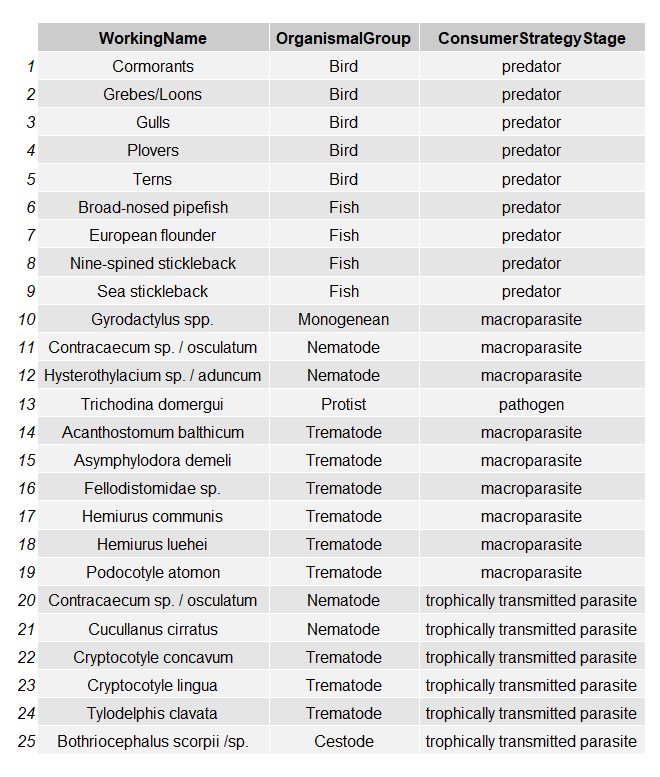 WorkingName OrganismalGroup ConsumerStrategyStage
1 Cormorants Bird predator
2 Grebes/Loons Bird predator
3 Gulls Bird predator
4 Plovers Bird predator
5 Terns Bird predator
6 Broad-nosed pipefish Fish predator
7 European flounder Fish predator
8 Nine-spined stickleback Fish predator
9 Sea stickleback Fish predator
10 Gyrodactylus spp. Monogenean macroparasite
11 Contracaecum sp. / osculatum Nematode macroparasite
12 Hysterothylacium sp. / aduncum Nematode macroparasite
13 Trichodina domergui Protist pathogen
14 Acanthostomum balthicum Trematode macroparasite
15 Asymphylodora demeli Trematode macroparasite
16 Fellodistomidae sp. Trematode macroparasite
17 Hemiurus communis Trematode macroparasite
18 Hemiurus luehei Trematode macroparasite
19 Podocotyle atomon Trematode macroparasite
20 Contracaecum sp. / osculatum Nematode trophically transmitted parasite
21 Cucullanus cirratus Nematode trophically transmitted parasite
22 Cryptocotyle concavum Trematode trophically transmitted parasite
23 Cryptocotyle lingua Trematode trophically transmitted parasite
24 Tylodelphis clavata Trematode trophically transmitted parasite
25 Bothriocephalus scorpii /sp. Cestode trophically transmitted parasite